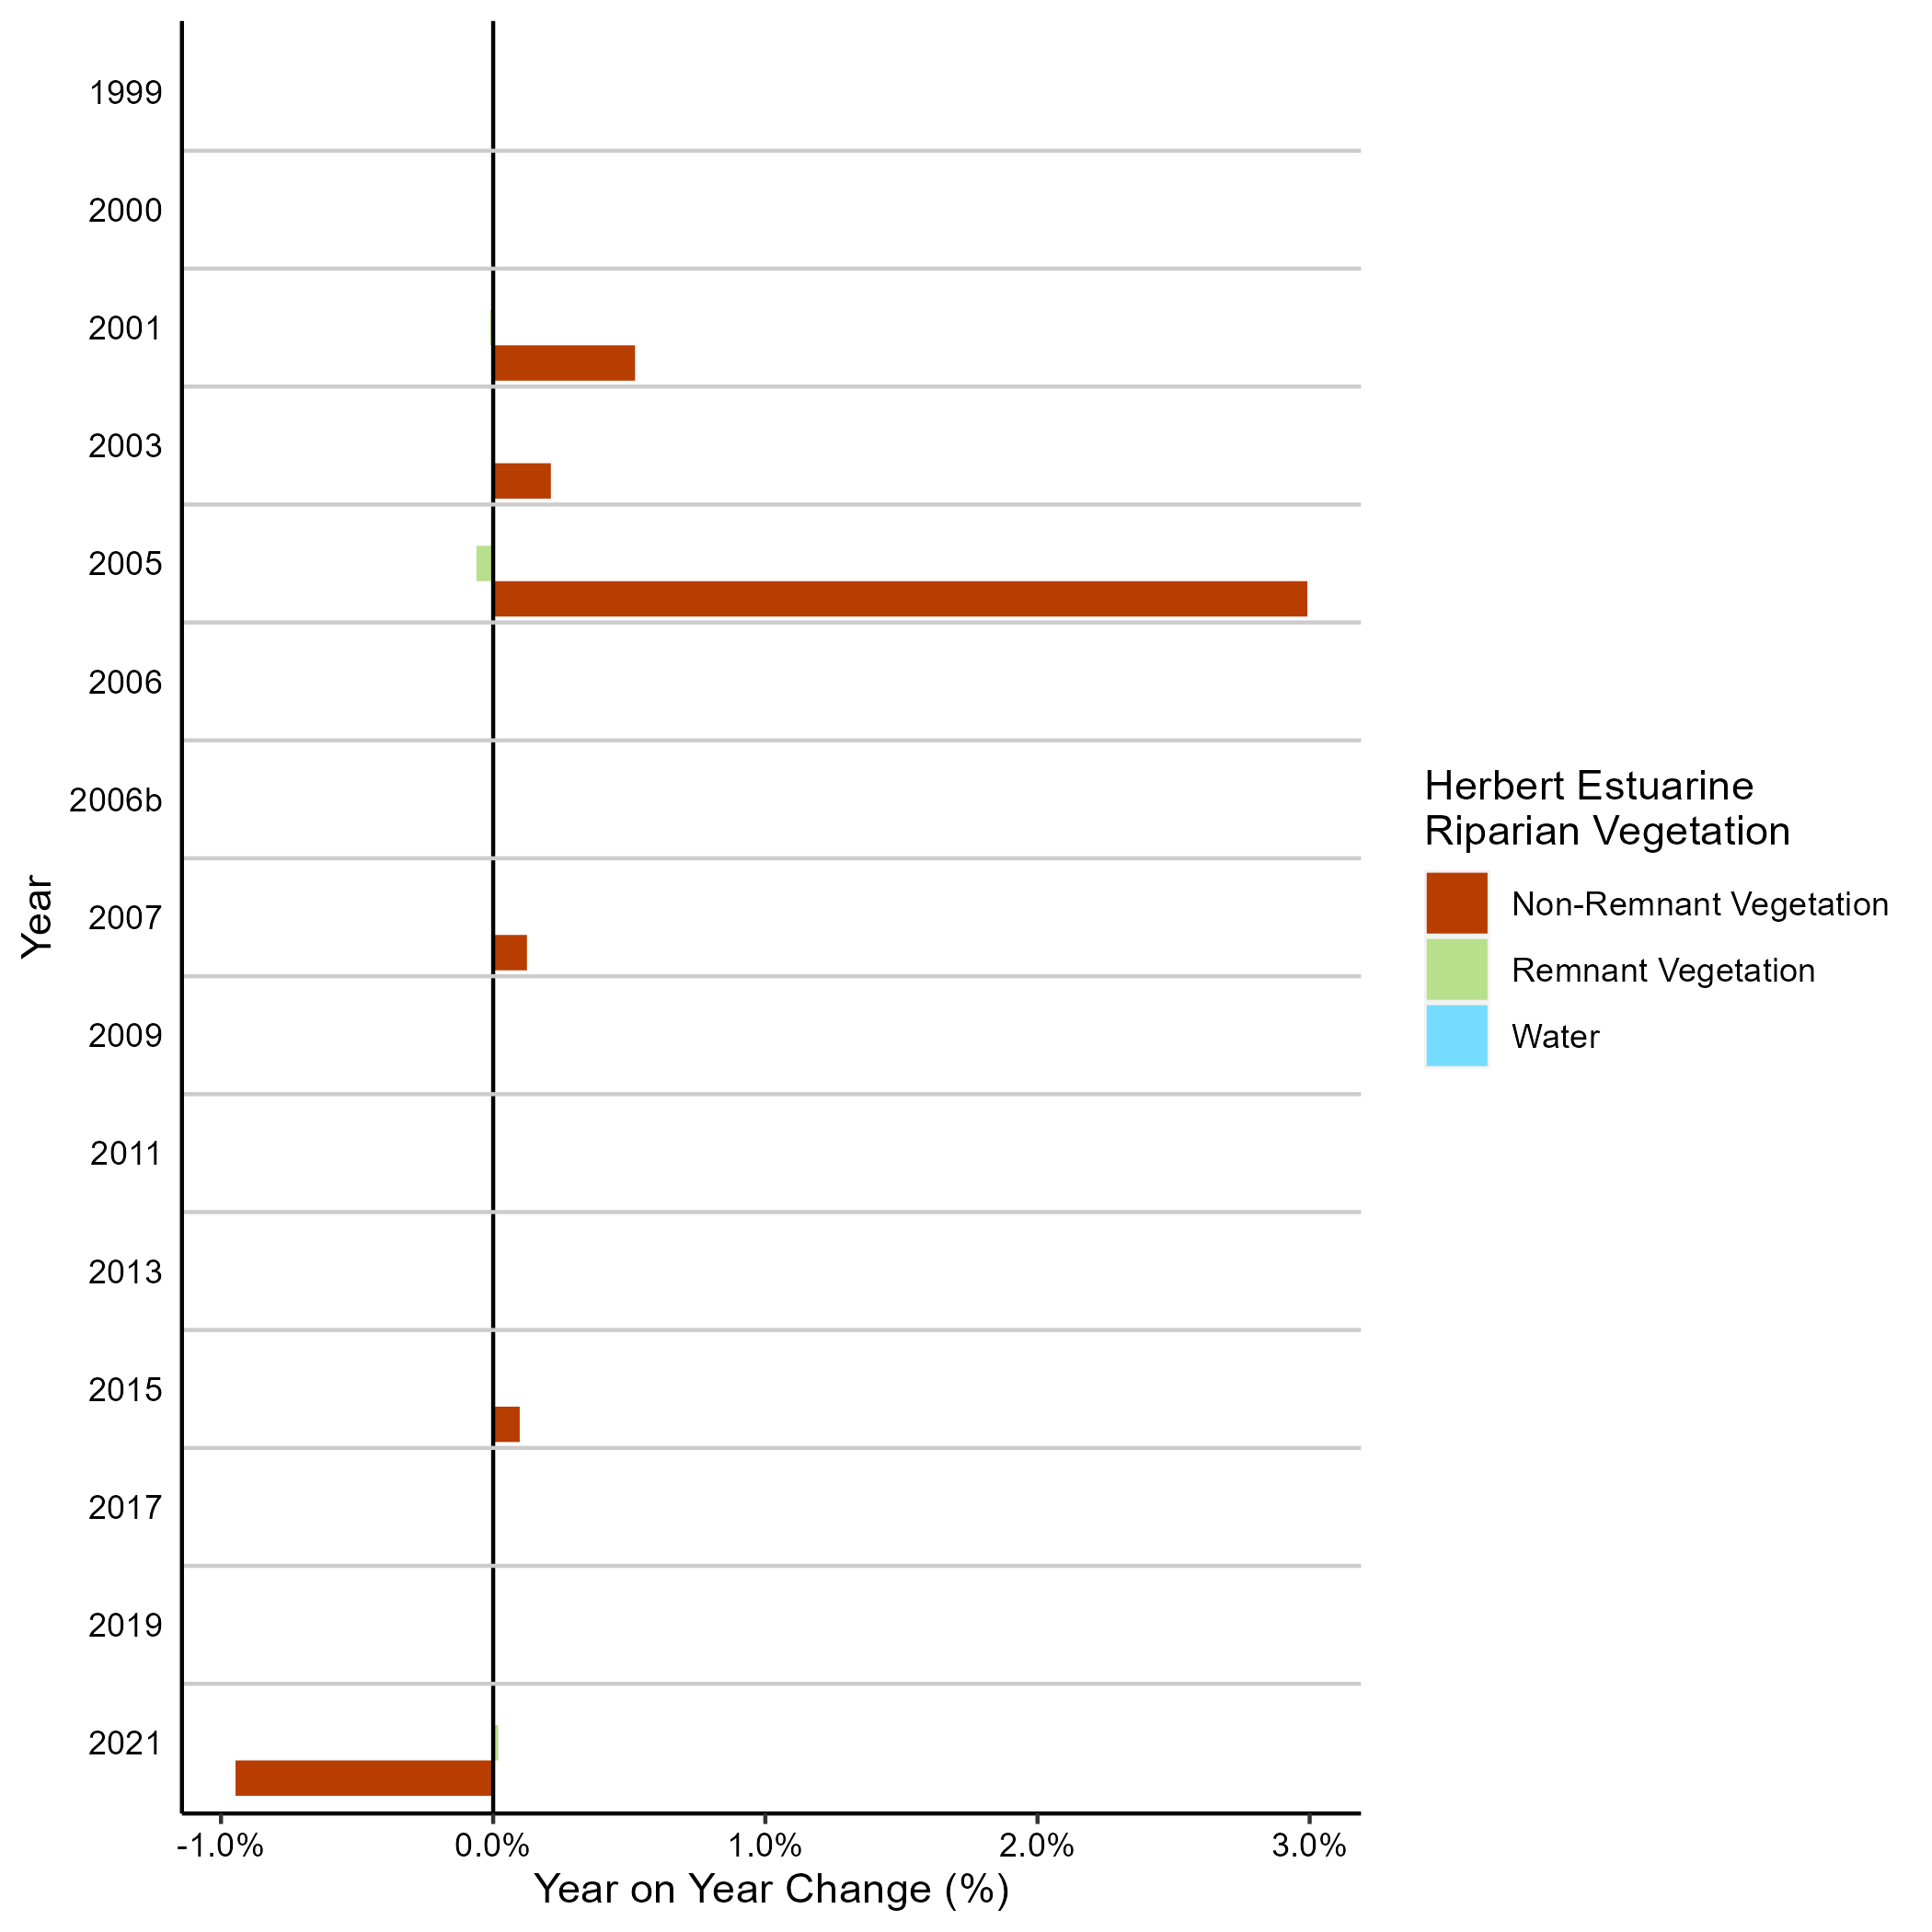 1999
2000
2001
2003
2005
2006
2006b
2007
2009
2011
2013
2015
2017
2019
2021
Year
-1.0%
0.0%
1.0%
2.0%
3.0%
Year on Year Change (%)
Herbert Estuarine
Riparian Vegetation
Non-Remnant Vegetation
Remnant Vegetation
Water